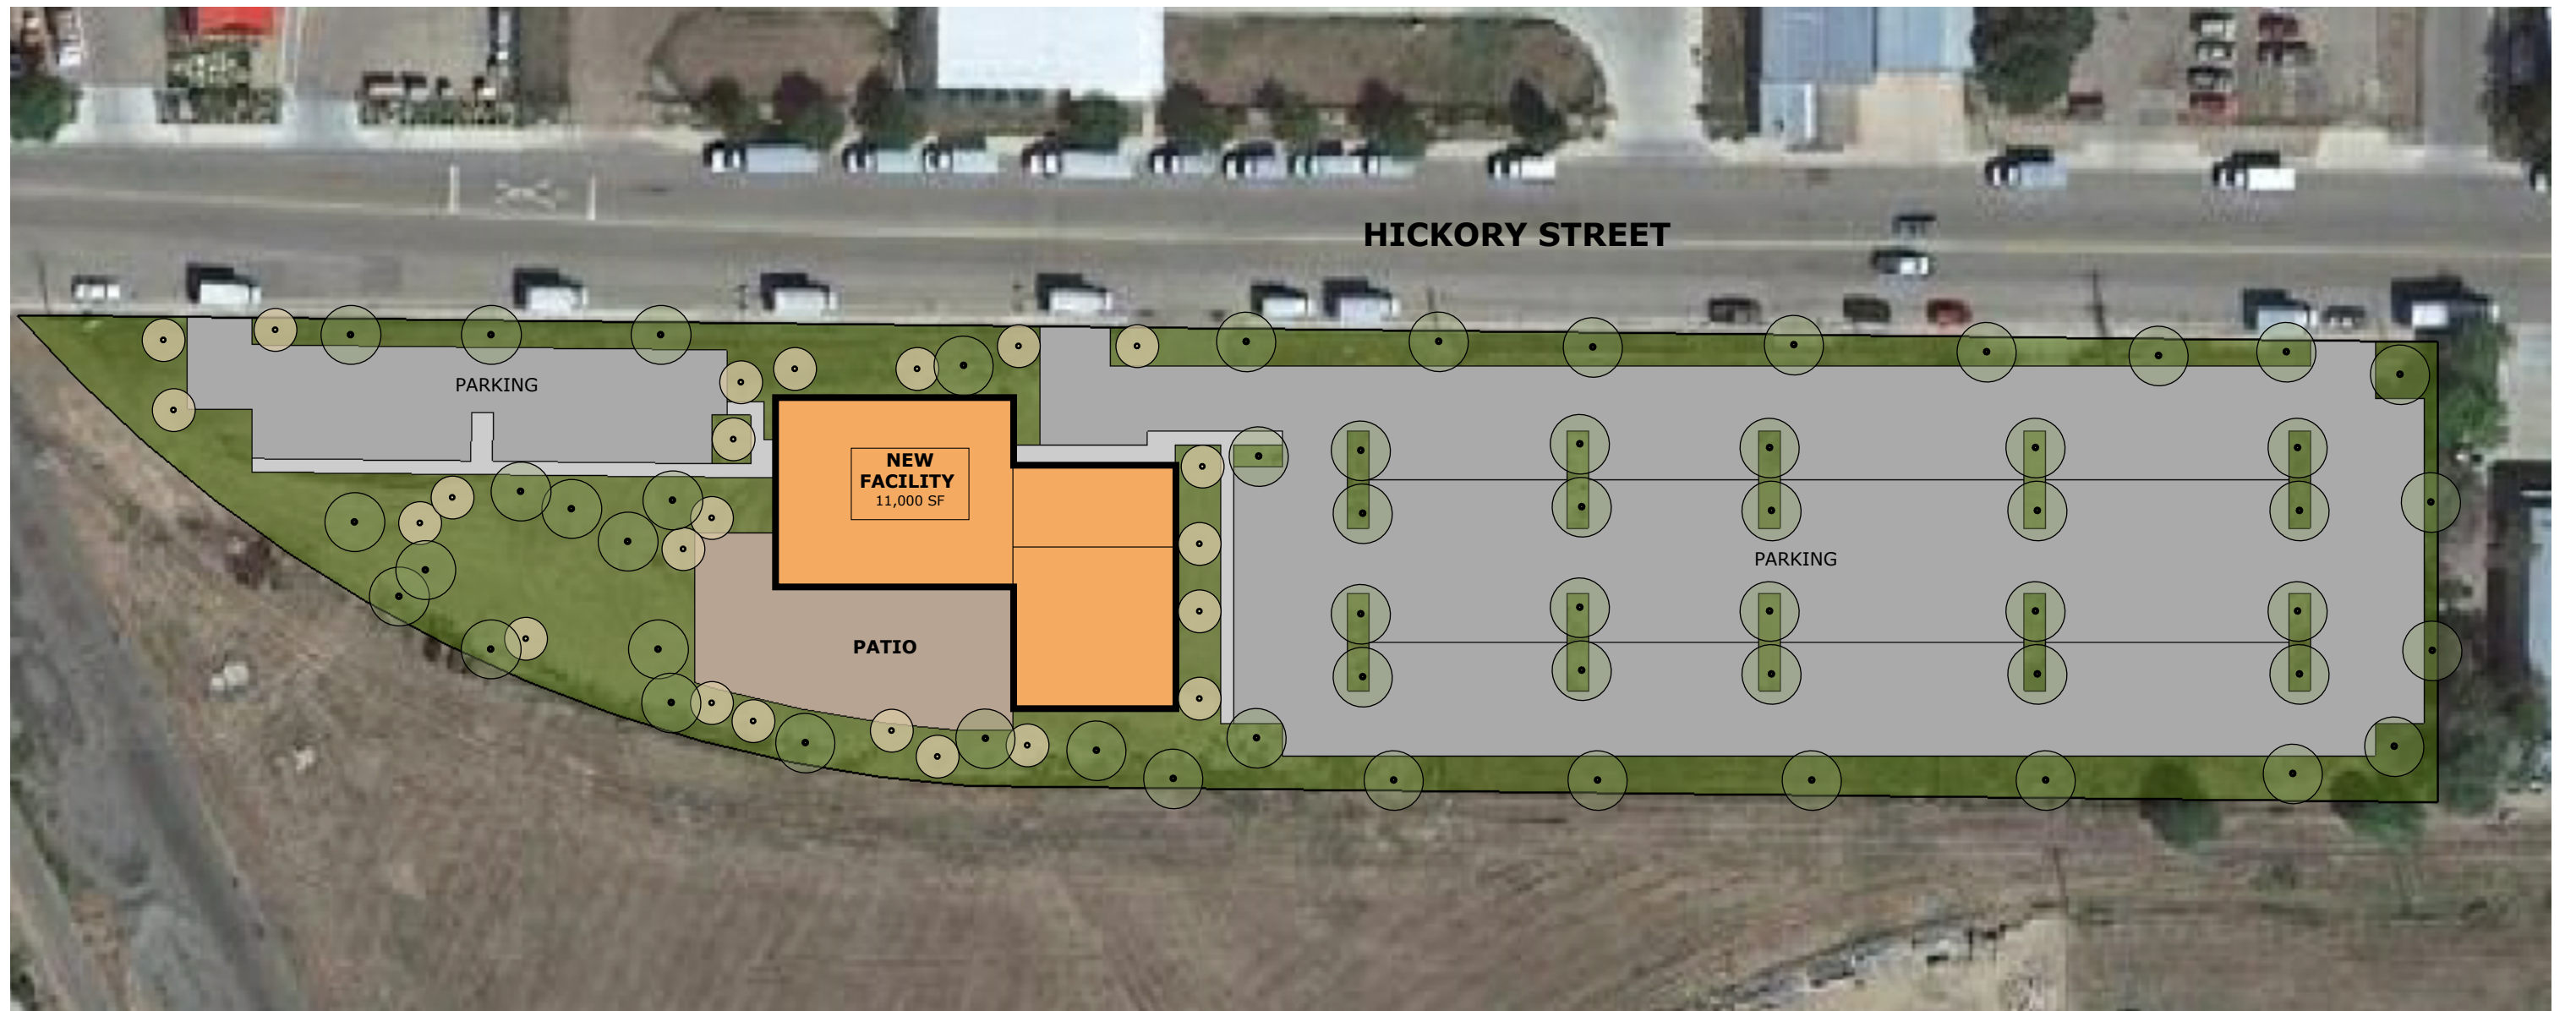 HICKORY STREET
PARKING
NEW
FACILITY
11,000 SF
PARKING
PATIO